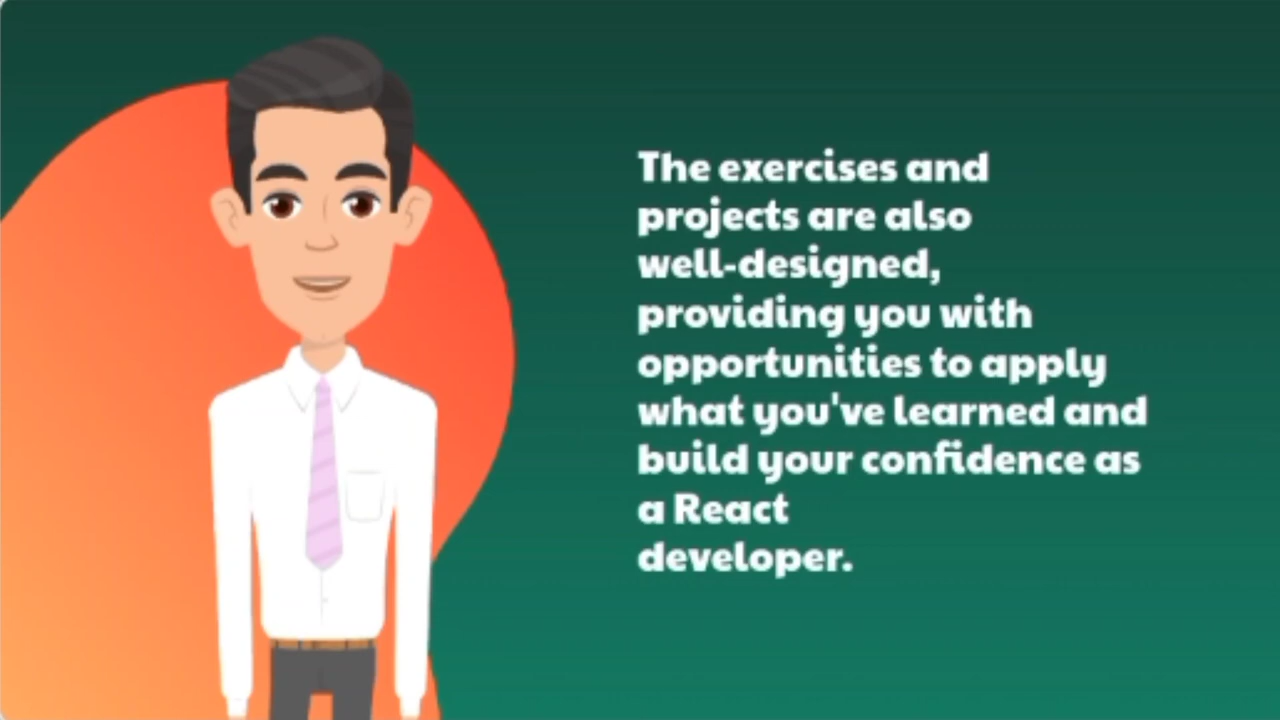 The exercises and
projects are also
well-designed,
providing you with
opportunities to apply
what you've learned and
build your confidence as
a React
developer.